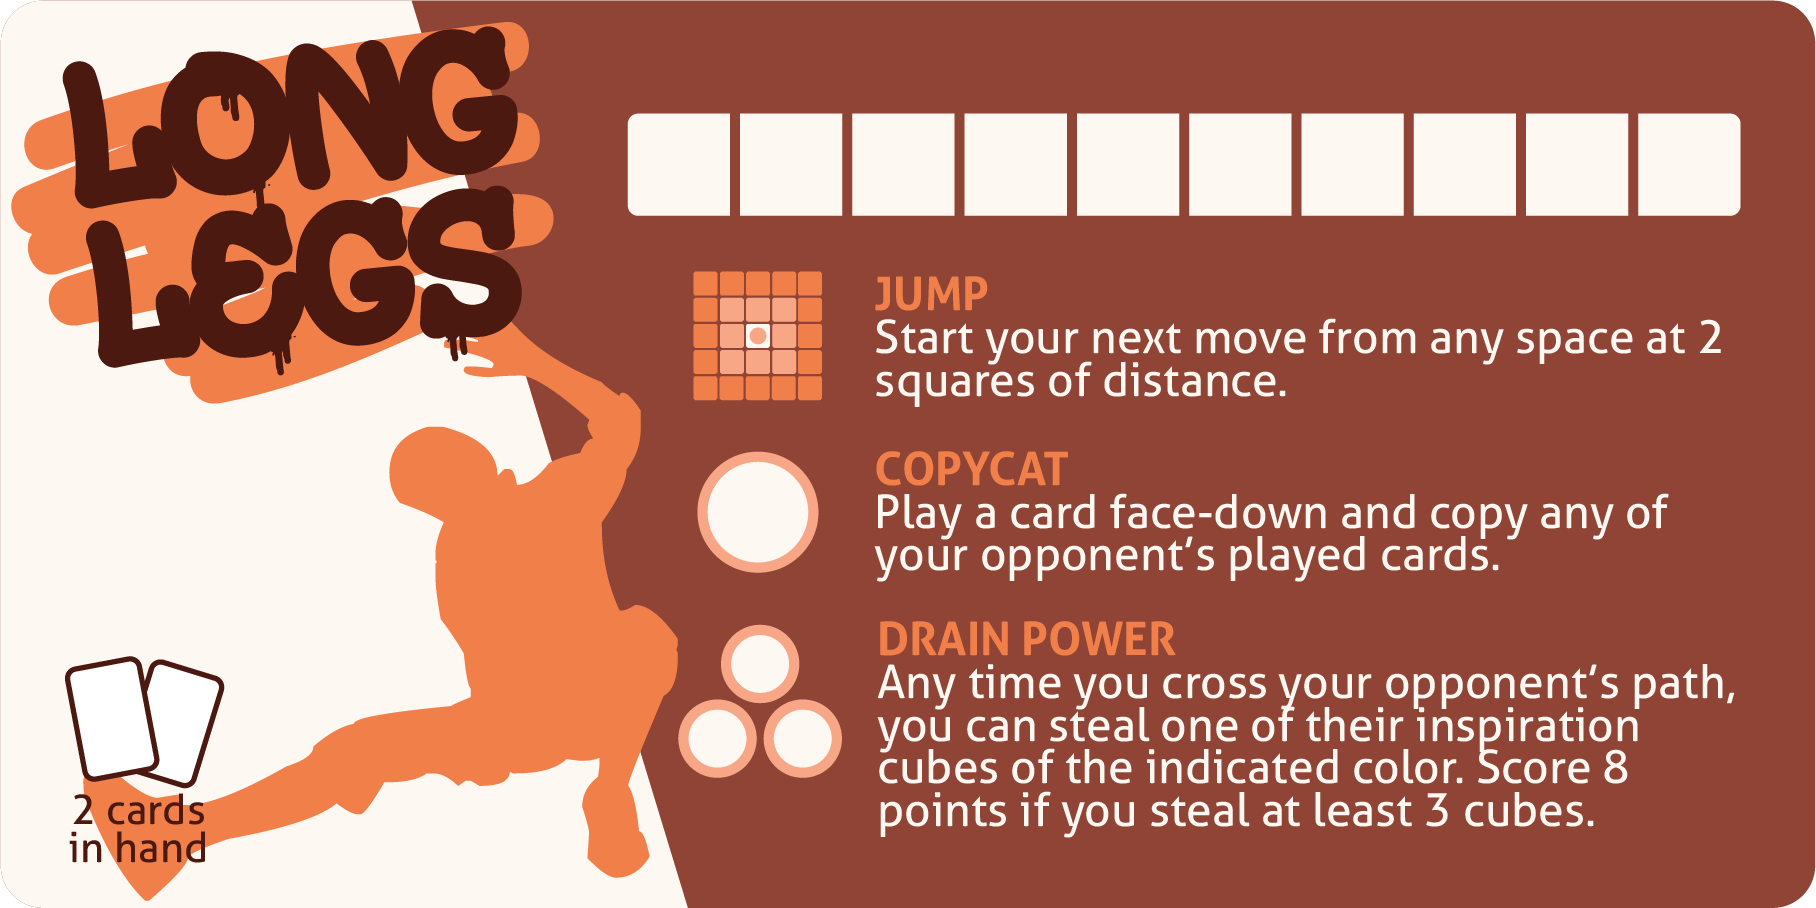 LONG
LEGS
JUMP
Start your next move from any space at 2
squares of distance.
COPYCAT
Play a card face-down and copy any of
your opponent’s played cards.
DRAIN POWER
Any time you cross your opponent’s path,
you can steal one of their inspiration
cubes of the indicated color. Score 8
points if you steal at least 3 cubes.
2 cards
in hand